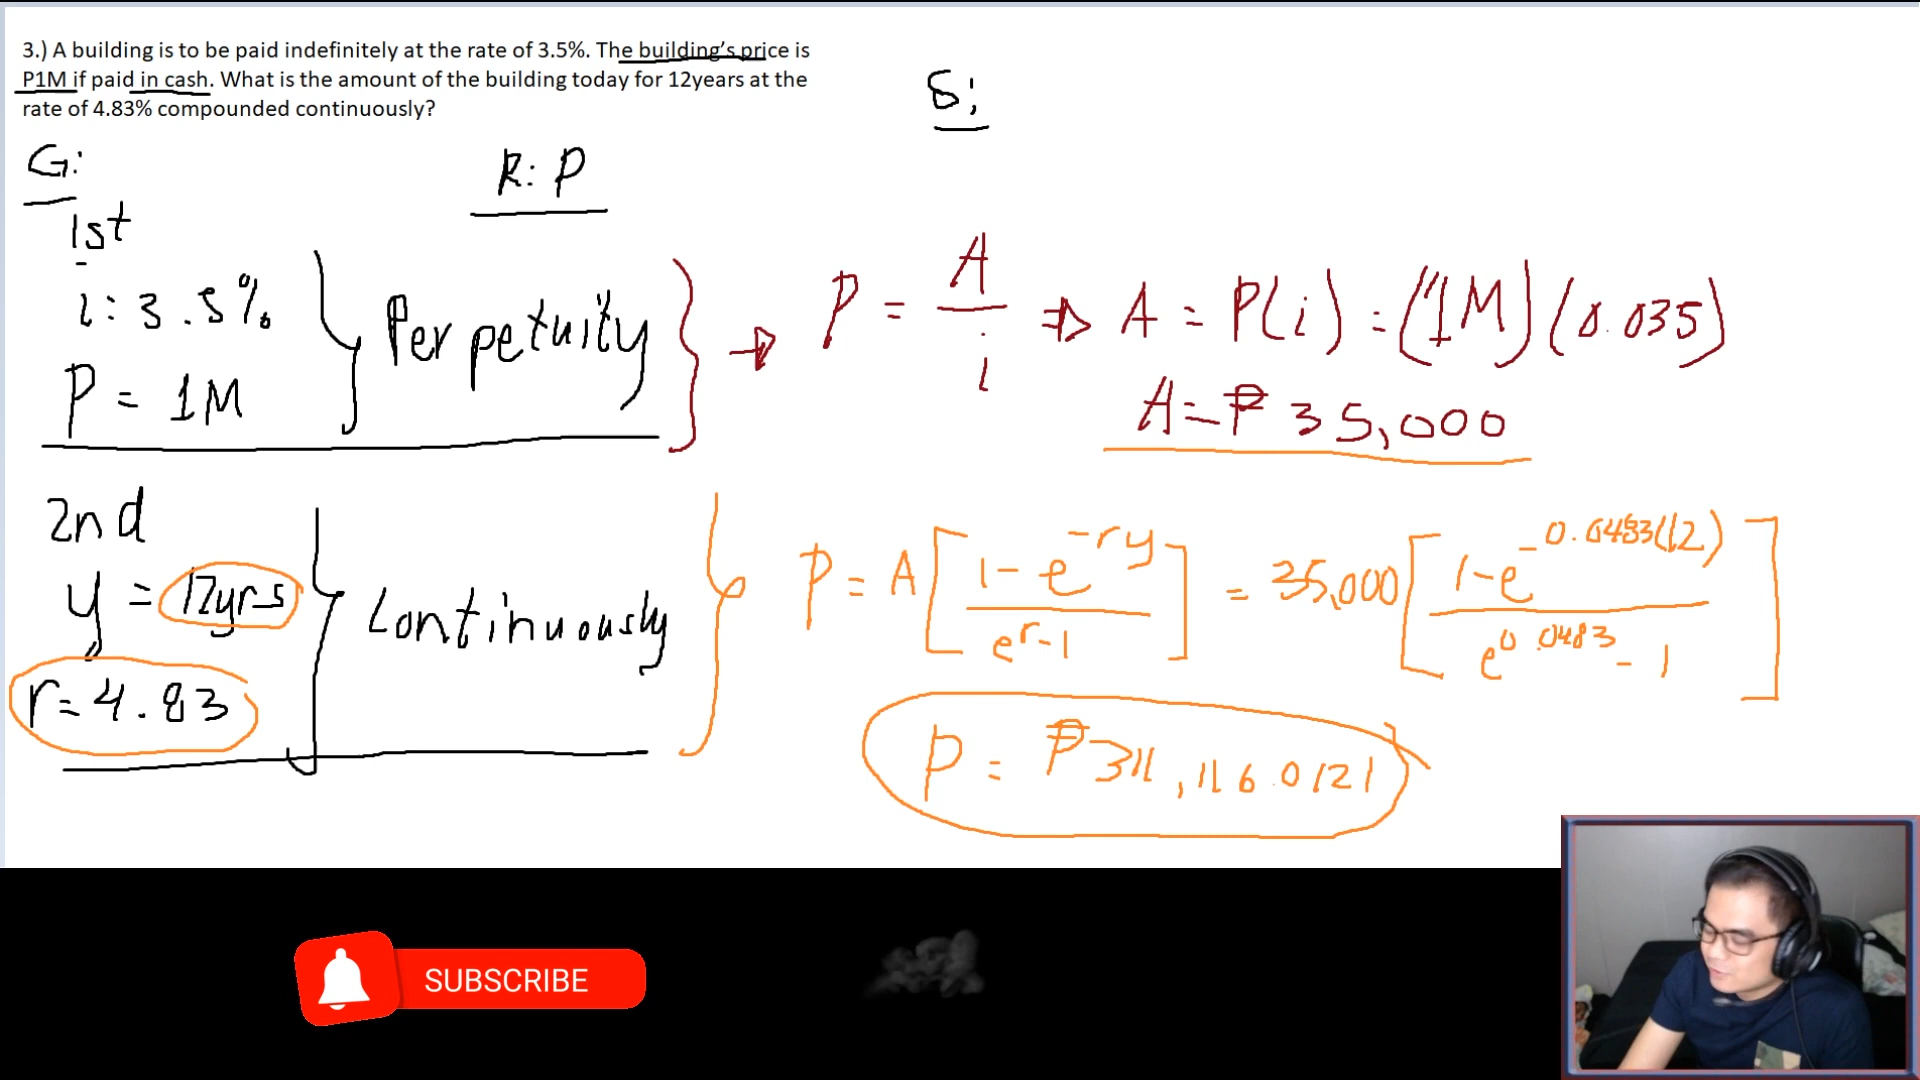 3.) A building is to be paid indefinitely at the rate of 3.5%. The building's price is
P1M if paid in cash. What is the amount of the building today for 12years at the
rate of 4.83% compounded continuously?
S:
G:
R: P
1st
i: 3.5%
P = 1M
Perpetuity
P = A/i ⇒ A = P(i) = (1M)(0.035)
A = ₱35,000
2nd
y = 12yrs
r = 4.83
Continuously
P = A[(1-e^-ry)/(e^r-1)] = 35,000[(1-e^-0.0483(12))/(e^0.0483-1)]
P = ₱311,116.0121
SUBSCRIBE